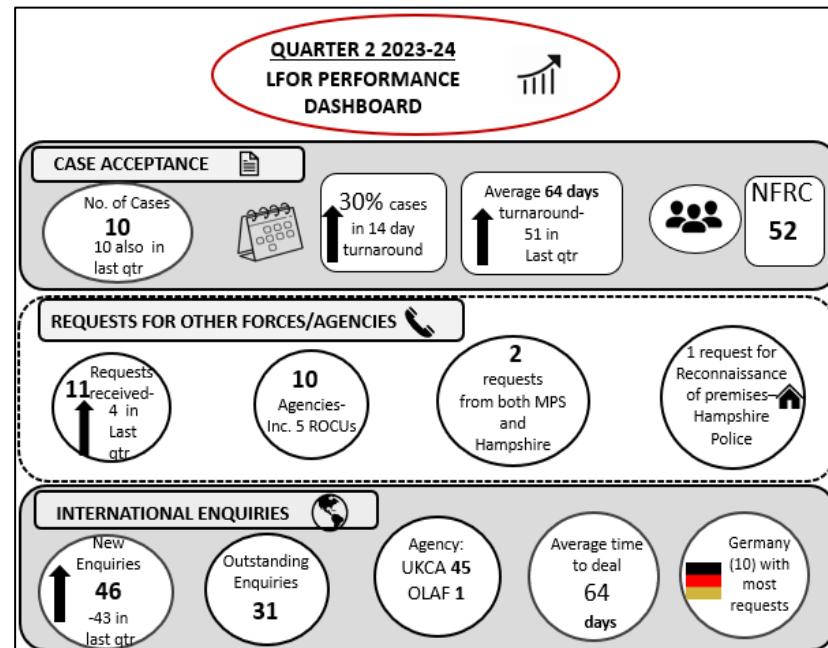 QUARTER 2 2023-24
LFOR PERFORMANCE
DASHBOARD
CASE ACCEPTANCE
No. of Cases
10
10 also in
last qtr
30% cases
in 14 day
turnaround
Average 64 days
turnaround-
51 in
Last qtr
NFRC
52
REQUESTS FOR OTHER FORCES/AGENCIES
11 Requests
received-
4 in
Last
qtr
10
Agencies-
Inc. 5 ROCUs
2
requests
from both MPS
and
Hampshire
1 request for
Reconnaissance
of premises–
Hampshire
Police
INTERNATIONAL ENQUIRIES
New
Enquiries
46
-43 in
last qtr
Outstanding
Enquiries
31
Agency:
UKCA 45
OLAF 1
Average time
to deal
64
days
Germany
(10) with
most
requests